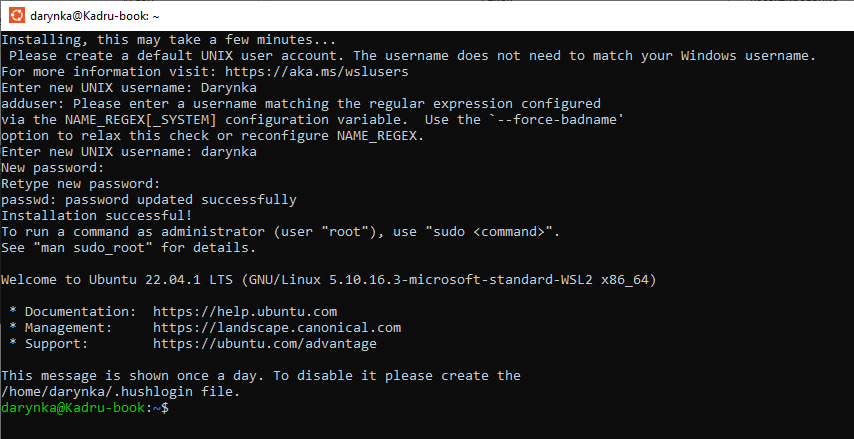 darynka@Kadru-book: ~
Installing, this may take a few minutes...
Please create a default UNIX user account. The username does not need to match your Windows username.
For more information visit: https://aka.ms/wslusers
Enter new UNIX username: Darynka
adduser: Please enter a username matching the regular expression configured
via the NAME_REGEX[_SYSTEM] configuration variable.  Use the `--force-badname'
option to relax this check or reconfigure NAME_REGEX.
Enter new UNIX username: darynka
New password:
Retype new password:
passwd: password updated successfully
Installation successful!
To run a command as administrator (user "root"), use "sudo <command>".
See "man sudo_root" for details.
Welcome to Ubuntu 22.04.1 LTS (GNU/Linux 5.10.16.3-microsoft-standard-WSL2 x86_64)
* Documentation:  https://help.ubuntu.com
* Management:     https://landscape.canonical.com
* Support:        https://ubuntu.com/advantage
This message is shown once a day. To disable it please create the
/home/darynka/.hushlogin file.
darynka@Kadru-book:~$